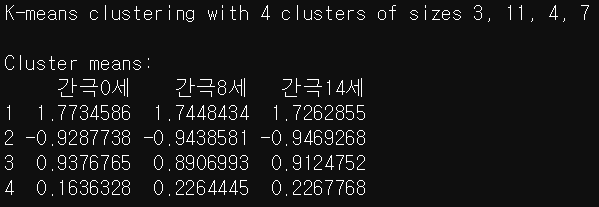 K-means clustering with 4 clusters of sizes 3, 11, 4, 7
Cluster means:
간극0세 간극8세 간극14세
1 1.7734586 1.7448434 1.7262855
2 -0.9287738 -0.9438581 -0.9469268
3 0.9376765 0.8906993 0.9124752
4 0.1636328 0.2264445 0.2267768